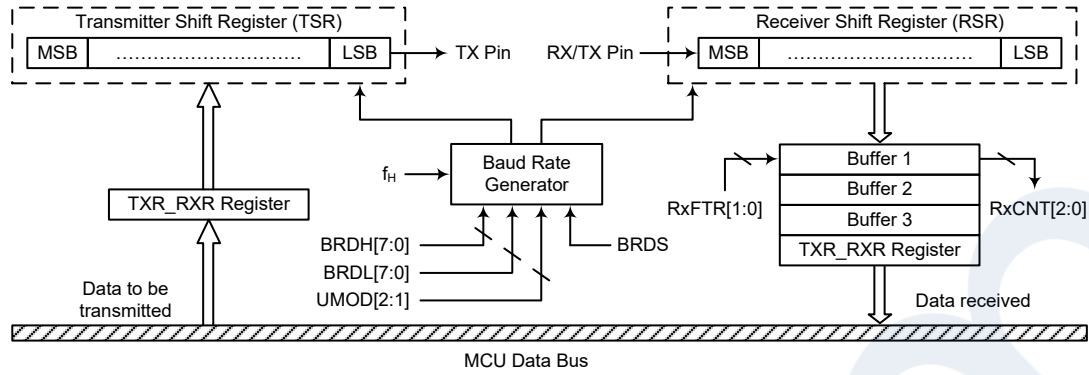 Transmitter Shift Register (TSR)
Receiver Shift Register (RSR)
MSB
..............................
LSB
TX Pin
RX/TX Pin
MSB
..............................
LSB
fH
Baud Rate
Generator
TXR_RXR Register
RxFTR[1:0]
Buffer 1
Buffer 2
Buffer 3
TXR_RXR Register
RxCNT[2:0]
BRDH[7:0]
BRDL[7:0]
UMOD[2:1]
BRDS
Data to be
transmitted
Data received
MCU Data Bus